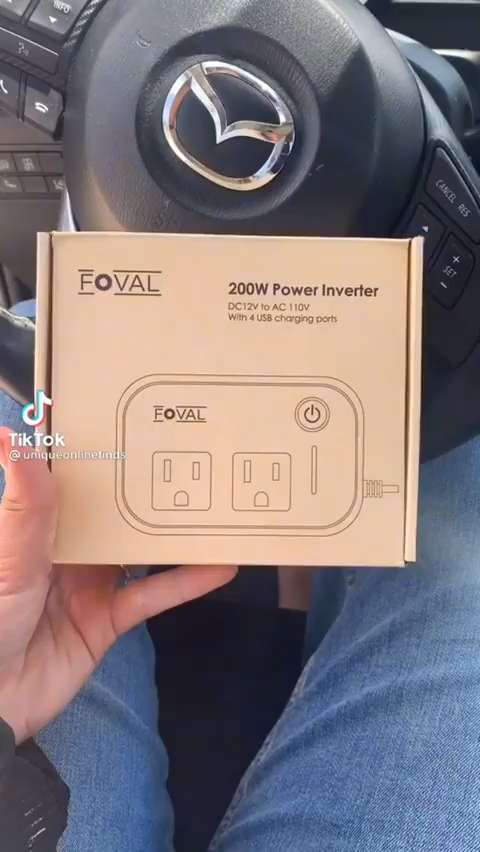 INFO
CANCEL RES
+
SET
−
FOVAL
200W Power Inverter
DC12V to AC 110V
With 4 USB charging ports
FOVAL
TikTok
@uniqueonlinefinds